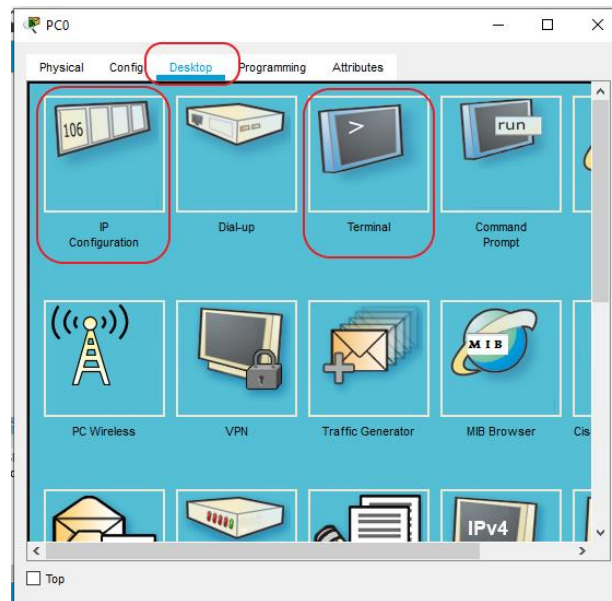 PC0
Physical Config Desktop Programming Attributes
106
>
run
IP
Configuration
Dial-up
Terminal
Command
Prompt
MIB
PC Wireless
VPN
Traffic Generator
MIB Browser
Cis
IPv4
Top